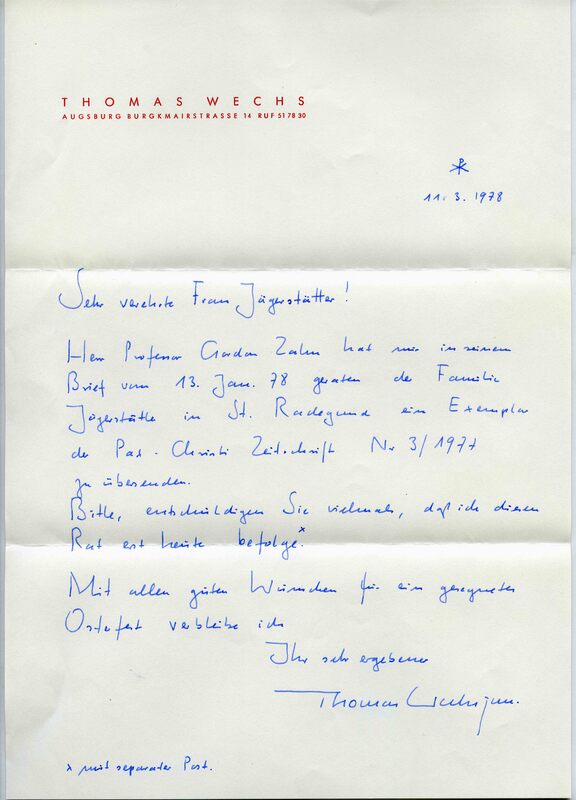 THOMAS WECHS
AUGSBURG BURGKMAIRSTRASSE 14 RUF 51 78 30
11. 3. 1978
Sehr verehrte Frau Jägerstätter!
Herr Professor Gordon Zahn hat mir in seinem
Brief vom 13. Jan. 78 geraten der Familie
Jägerstätter in St. Radegund ein Exemplar
der Pax-Christi Zeitschrift Nr 3/1977
zu übersenden.
Bitte, entschuldigen Sie vielmals, daß ich diesen
Rat erst heute befolge.x
Mit allen guten Wünschen für ein gesegnetes
Osterfest verbleibe ich
Ihr sehr ergebener
Thomas Wechs jun.
x mit separater Post.